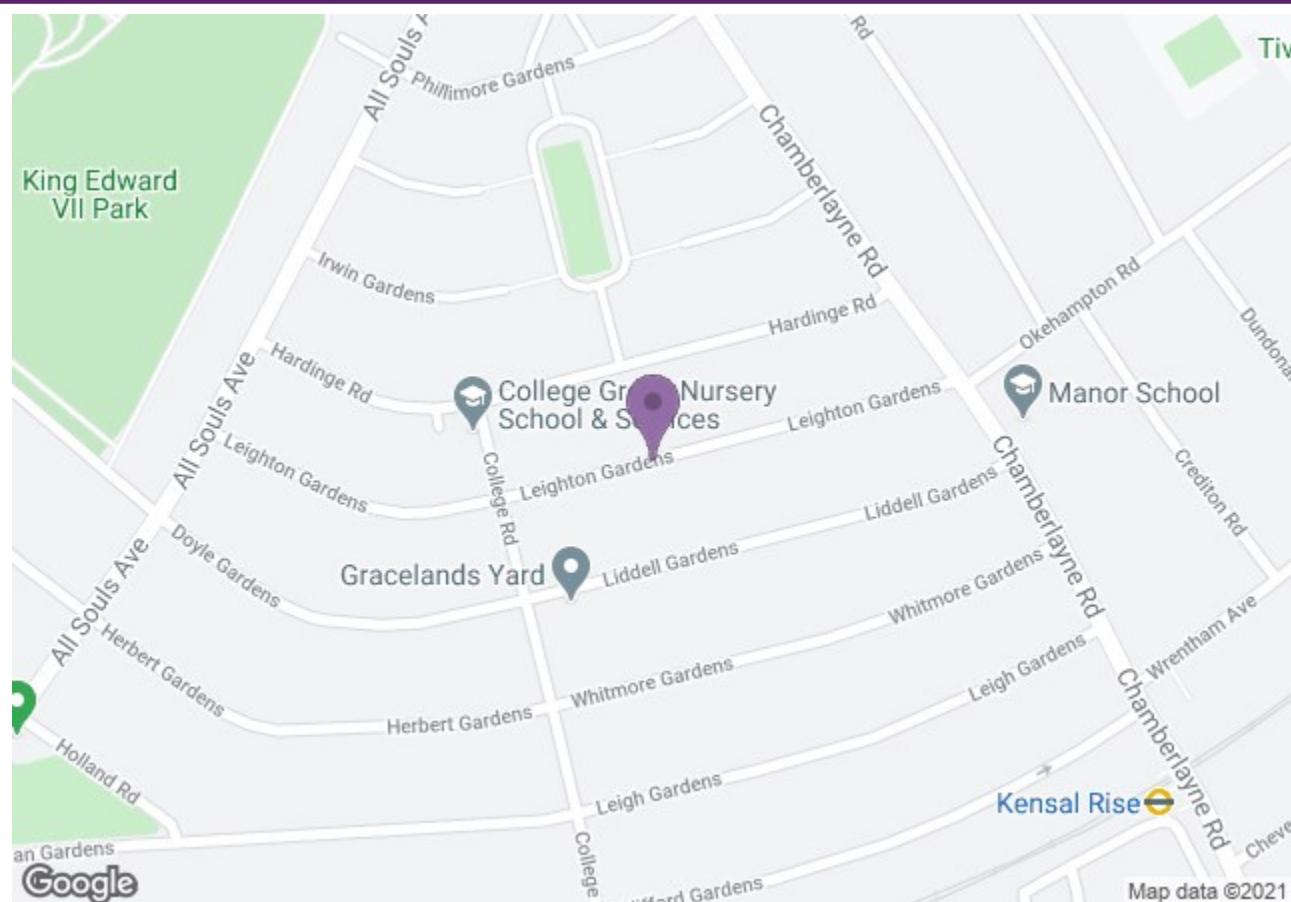 All Souls A
Phillimore Gardens
Rd
Tiv
Chamberlayne Rd
King Edward
VII Park
Irwin Gardens
Okehampton Rd
Hardinge Rd
Dundona
Hardinge Rd
All Souls Ave
College Gr Nursery
School & S ices
Manor School
Leighton Gardens
Leighton Gardens
Leighton Gardens
College Rd
Crediton Rd
Liddell Gardens
Chamberlayne Rd
Doyle Gardens
Gracelands Yard
Liddell Gardens
Whitmore Gardens
All Souls Ave
Herbert Gardens
Wrentham Ave
Whitmore Gardens
Leigh Gardens
Herbert Gardens
Chamberlayne Rd
Holland Rd
Leigh Gardens
Kensal Rise
an Gardens
College
Cheve
ifford Gardens
Google
Map data ©2021